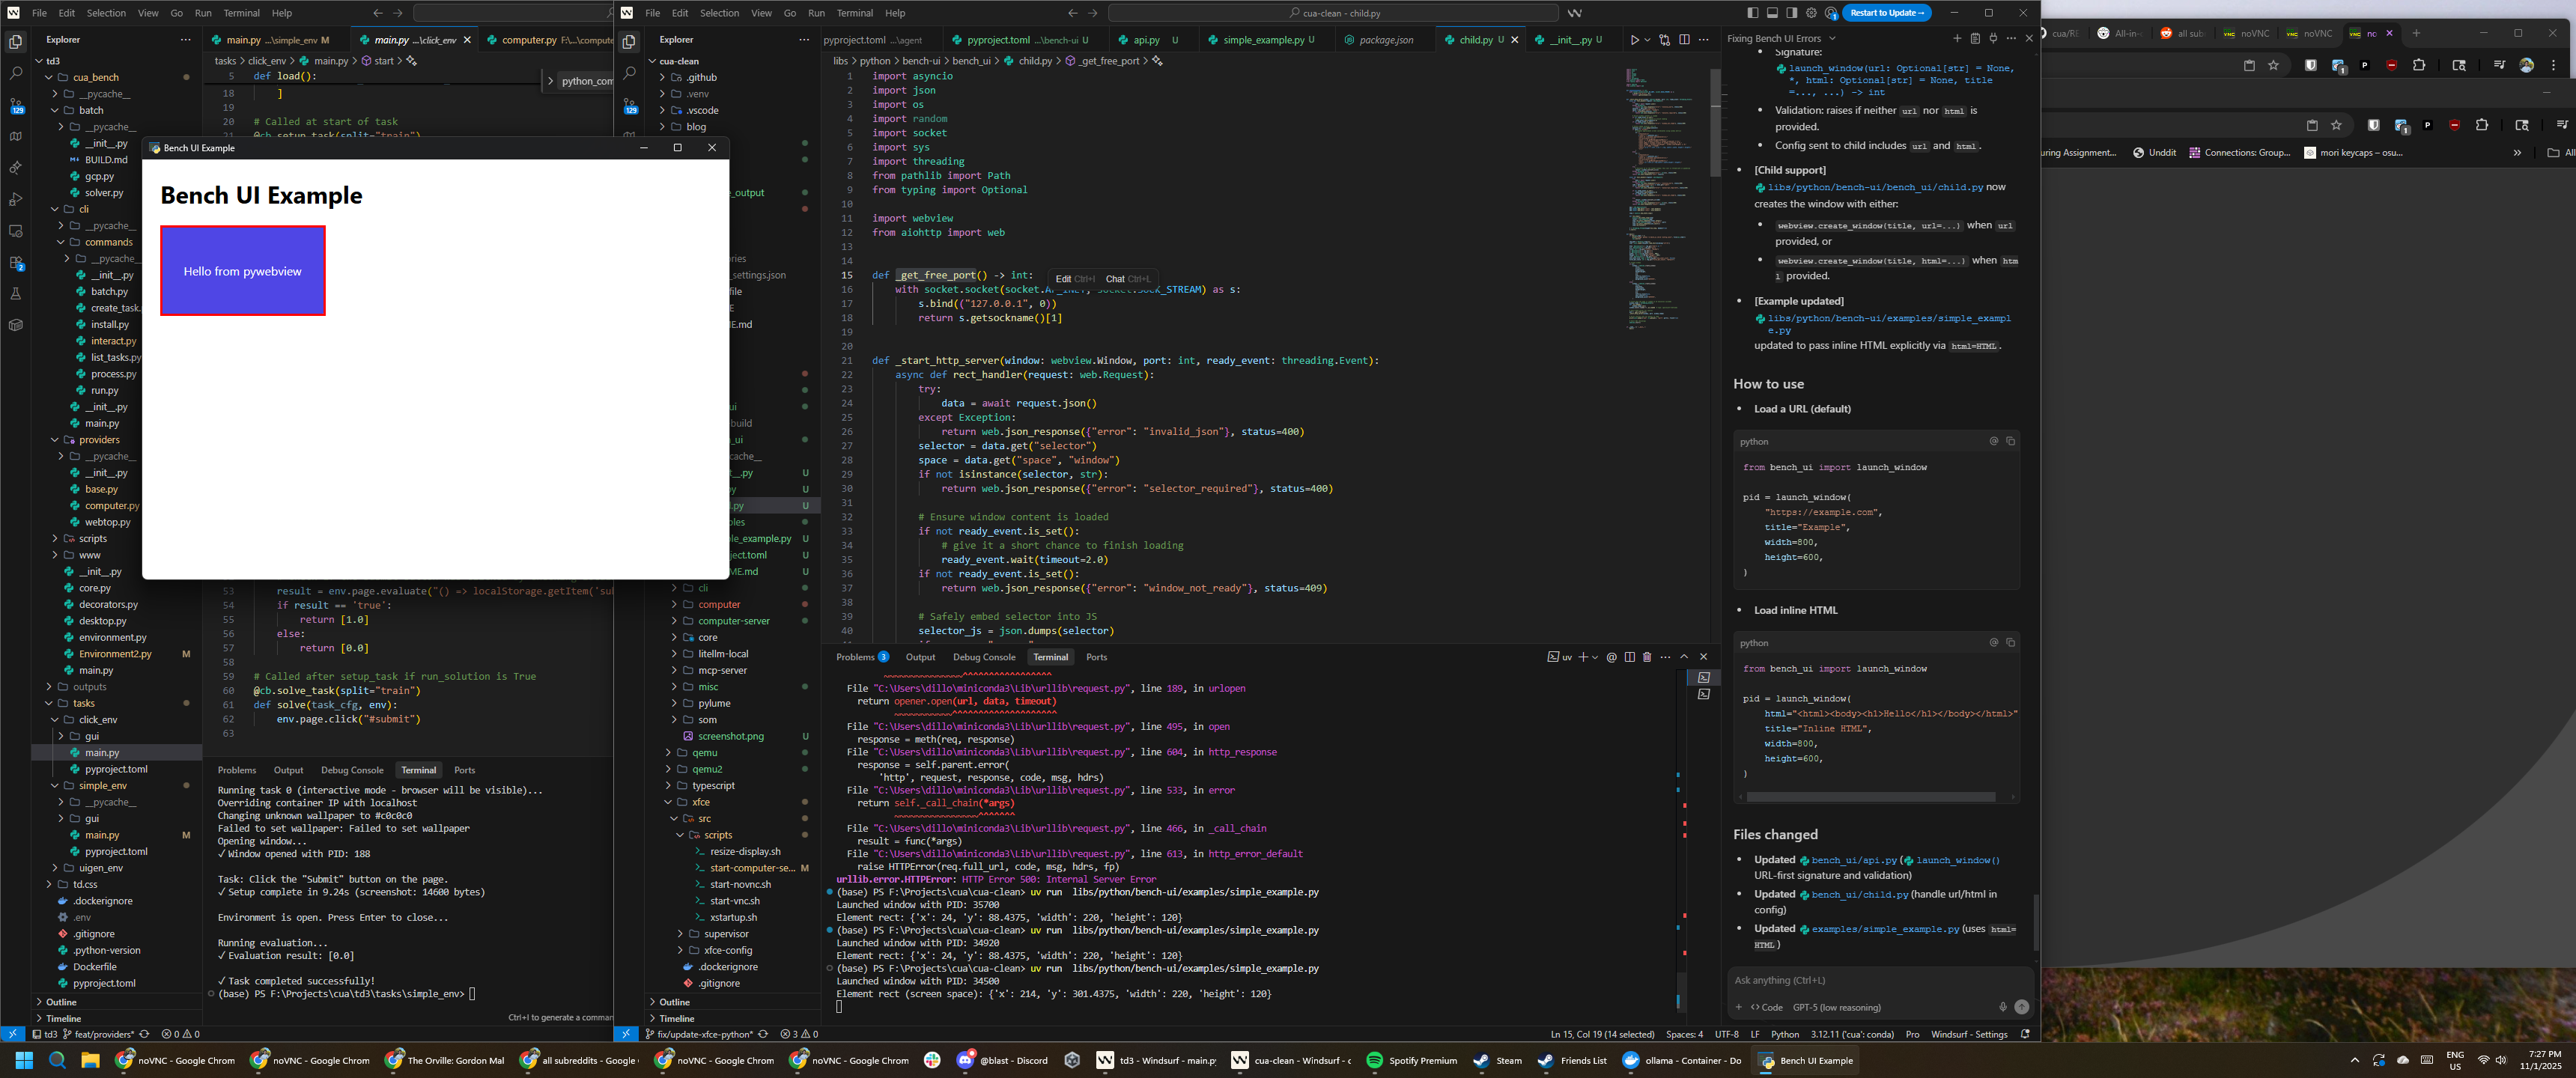 File Edit Selection View Go Run Terminal Help
Explorer
td3
cua_bench
__pycache__
batch
__pycache__
__init__.py
BUILD.md
gcp.py
solver.py
cli
__pycache__
commands
__pycache__
__init__.py
batch.py
create_task.
install.py
interact.py
list_tasks.py
process.py
run.py
__init__.py
main.py
providers
__pycache__
__init__.py
base.py
computer.py
webtop.py
scripts
www
__init__.py
core.py
decorators.py
desktop.py
environment.py
Environment2.py M
main.py
outputs
tasks
click_env
gui
main.py
pyproject.toml
simple_env
__pycache__
gui
main.py M
pyproject.toml
uigen_env
td.css
.dockerignore
.env
.gitignore
.python-version
Dockerfile
pyproject.toml
Outline
Timeline
main.py ...\simple_env M main.py ...\click_env computer.py F:\...\compute
tasks > click_env > main.py > start >
5 def load():
18 ]
19
20 # Called at start of task
21 @cb.setup_task(split="train")
python_com
Bench UI Example
Bench UI Example
Hello from pywebview
53 result = env.page.evaluate("() => localStorage.getItem('su
54 if result == 'true':
55 return [1.0]
56 else:
57 return [0.0]
58
59 # Called after setup_task if run_solution is True
60 @cb.solve_task(split="train")
61 def solve(task_cfg, env):
62 env.page.click("#submit")
63
Problems Output Debug Console Terminal Ports
Running task 0 (interactive mode - browser will be visible)...
Overriding container IP with localhost
Changing unknown wallpaper to #c0c0c0
Failed to set wallpaper: Failed to set wallpaper
Opening window...
✓ Window opened with PID: 188
Task: Click the "Submit" button on the page.
✓ Setup complete in 9.24s (screenshot: 14600 bytes)
Environment is open. Press Enter to close...
Running evaluation...
✓ Evaluation result: [0.0]
✓ Task completed successfully!
(base) PS F:\Projects\cua\td3\tasks\simple_env>
Ctrl+I to generate a comman
td3 feat/providers* 0 0
File Edit Selection View Go Run Terminal Help
cua-clean - child.py
Restart to Update
Explorer
cua-clean
.github
.venv
.vscode
blog
cli
computer
computer-server
core
litellm-local
mcp-server
misc
pylume
som
screenshot.png U
qemu
qemu2
typescript
xfce
src
scripts
resize-display.sh
start-computer-se... M
start-novnc.sh
start-vnc.sh
xstartup.sh
supervisor
xfce-config
.dockerignore
.gitignore
Outline
Timeline
pyproject.toml ...\agent pyproject.toml ...\bench-ui U api.py U simple_example.py U package.json child.py U __init__.py U
libs > python > bench-ui > bench_ui > child.py > _get_free_port >
1 import asyncio
2 import json
3 import os
4 import random
5 import socket
6 import sys
7 import threading
8 from pathlib import Path
9 from typing import Optional
10
11 import webview
12 from aiohttp import web
13
14
15 def _get_free_port() -> int:
Edit Ctrl+I Chat Ctrl+L
16 with socket.socket(socket.AF_INET, socket.SOCK_STREAM) as s:
17 s.bind(("127.0.0.1", 0))
18 return s.getsockname()[1]
19
20
21 def _start_http_server(window: webview.Window, port: int, ready_event: threading.Event):
22 async def rect_handler(request: web.Request):
23 try:
24 data = await request.json()
25 except Exception:
26 return web.json_response({"error": "invalid_json"}, status=400)
27 selector = data.get("selector")
28 space = data.get("space", "window")
29 if not isinstance(selector, str):
30 return web.json_response({"error": "selector_required"}, status=400)
31
32 # Ensure window content is loaded
33 if not ready_event.is_set():
34 # give it a short chance to finish loading
35 ready_event.wait(timeout=2.0)
36 if not ready_event.is_set():
37 return web.json_response({"error": "window_not_ready"}, status=409)
38
39 # Safely embed selector into JS
40 selector_js = json.dumps(selector)
Problems 3 Output Debug Console Terminal Ports
uv
File "C:\Users\dillo\miniconda3\Lib\urllib\request.py", line 189, in urlopen
return opener.open(url, data, timeout)
File "C:\Users\dillo\miniconda3\Lib\urllib\request.py", line 495, in open
response = meth(req, response)
File "C:\Users\dillo\miniconda3\Lib\urllib\request.py", line 604, in http_response
response = self.parent.error(
'http', request, response, code, msg, hdrs)
File "C:\Users\dillo\miniconda3\Lib\urllib\request.py", line 533, in error
return self._call_chain(*args)
File "C:\Users\dillo\miniconda3\Lib\urllib\request.py", line 466, in _call_chain
result = func(*args)
File "C:\Users\dillo\miniconda3\Lib\urllib\request.py", line 613, in http_error_default
raise HTTPError(req.full_url, code, msg, hdrs, fp)
urllib.error.HTTPError: HTTP Error 500: Internal Server Error
(base) PS F:\Projects\cua\cua-clean> uv run libs/python/bench-ui/examples/simple_example.py
Launched window with PID: 35700
Element rect: {'x': 24, 'y': 88.4375, 'width': 220, 'height': 120}
(base) PS F:\Projects\cua\cua-clean> uv run libs/python/bench-ui/examples/simple_example.py
Launched window with PID: 34920
Element rect: {'x': 24, 'y': 88.4375, 'width': 220, 'height': 120}
(base) PS F:\Projects\cua\cua-clean> uv run libs/python/bench-ui/examples/simple_example.py
Launched window with PID: 34500
Element rect (screen space): {'x': 214, 'y': 301.4375, 'width': 220, 'height': 120}
fix/update-xfce-python* 3 0
Ln 15, Col 19 (14 selected) Spaces: 4 UTF-8 LF Python 3.12.11 ('cua': conda) Pro Windsurf - Settings
Fixing Bench UI Errors
Signature:
launch_window(url: Optional[str] = None,
*, html: Optional[str] = None, title
=..., ...) -> int
Validation: raises if neither url nor html is
provided.
Config sent to child includes url and html.
[Child support]
libs/python/bench-ui/bench_ui/child.py now
creates the window with either:
webview.create_window(title, url=...) when url
provided, or
webview.create_window(title, html=...) when htm
l provided.
[Example updated]
libs/python/bench-ui/examples/simple_exampl
e.py
updated to pass inline HTML explicitly via html=HTML.
How to use
Load a URL (default)
python
from bench_ui import launch_window
pid = launch_window(
"https://example.com",
title="Example",
width=800,
height=600,
)
Load inline HTML
python
from bench_ui import launch_window
pid = launch_window(
html="<html><body><h1>Hello</h1></body></html>"
title="Inline HTML",
width=800,
height=600,
)
Files changed
Updated bench_ui/api.py (launch_window()
URL-first signature and validation)
Updated bench_ui/child.py (handle url/html in
config)
Updated examples/simple_example.py (uses html=
HTML)
Ask anything (Ctrl+L)
Code GPT-5 (low reasoning)
cua/RE All-in-c all sub noVNC noVNC no
uring Assignment... Unddit Connections: Group... mori keycaps – osu... All
noVNC - Google Chrom noVNC - Google Chrom The Orville: Gordon Mal all subreddits - Google noVNC - Google Chrom noVNC - Google Chrom @blast - Discord td3 - Windsurf - main.py cua-clean - Windsurf - c Spotify Premium Steam Friends List ollama - Container - Do Bench UI Example
ENG
US
7:27 PM
11/1/2025